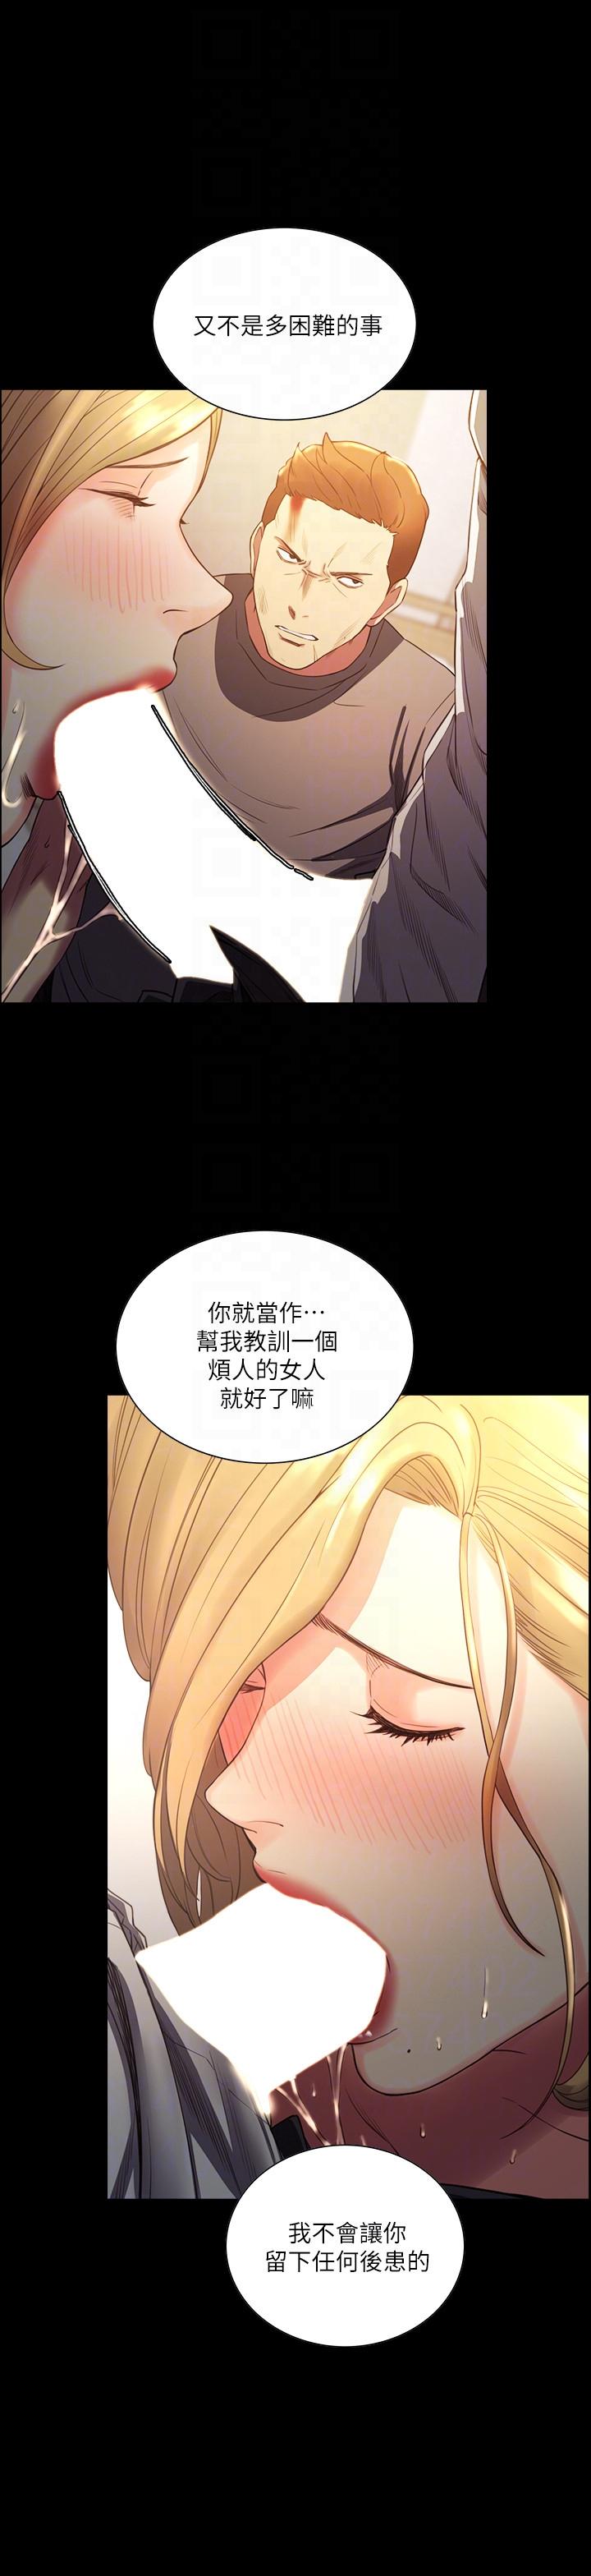 又不是多困難的事
你就當作…
幫我教訓一個
煩人的女人
就好了嘛
我不會讓你
留下任何後患的